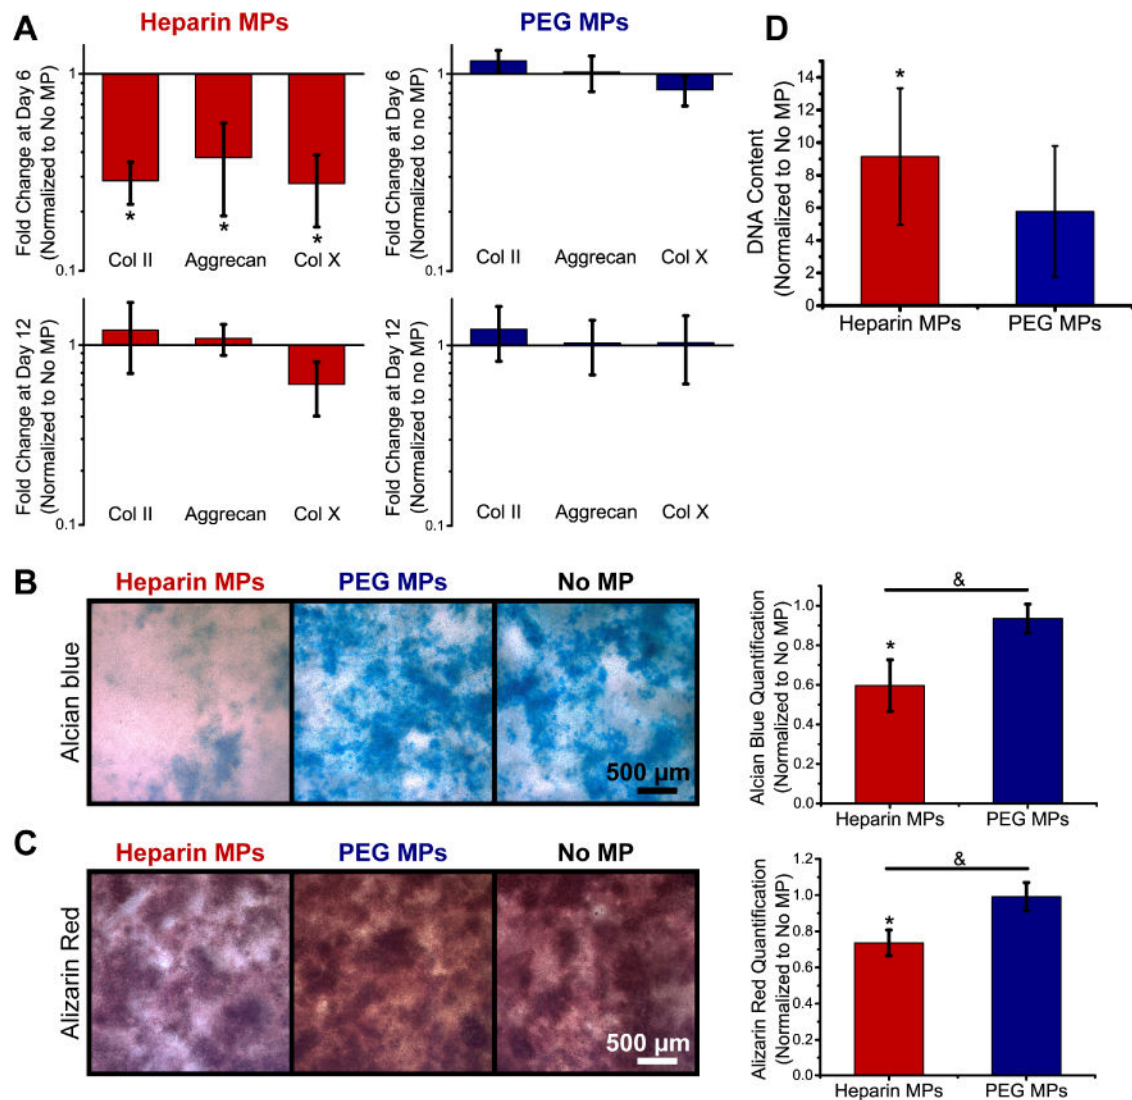 A
Heparin MPs
PEG MPs
Fold Change at Day 6
(Normalized to No MP)
1
0.1
*
*
*
Col II Aggrecan Col X
Fold Change at Day 6
(Normalized to no MP)
1
0.1
Col II Aggrecan Col X
Fold Change at Day 12
(Normalized to No MP)
1
0.1
Col II Aggrecan Col X
Fold Change at Day 12
(Normalized to no MP)
1
0.1
Col II Aggrecan Col X
D
DNA Content
(Normalized to No MP)
14
12
10
8
6
4
2
0
*
Heparin MPs PEG MPs
B
Heparin MPs PEG MPs No MP
Alcian blue
500 µm
Alcian Blue Quantification
(Normalized to No MP)
1.0
0.8
0.6
0.4
0.2
0.0
&
*
Heparin MPs PEG MPs
C
Heparin MPs PEG MPs No MP
Alizarin Red
500 µm
Alizarin Red Quantification
(Normalized to No MP)
1.2
1.0
0.8
0.6
0.4
0.2
0.0
&
*
Heparin MPs PEG MPs